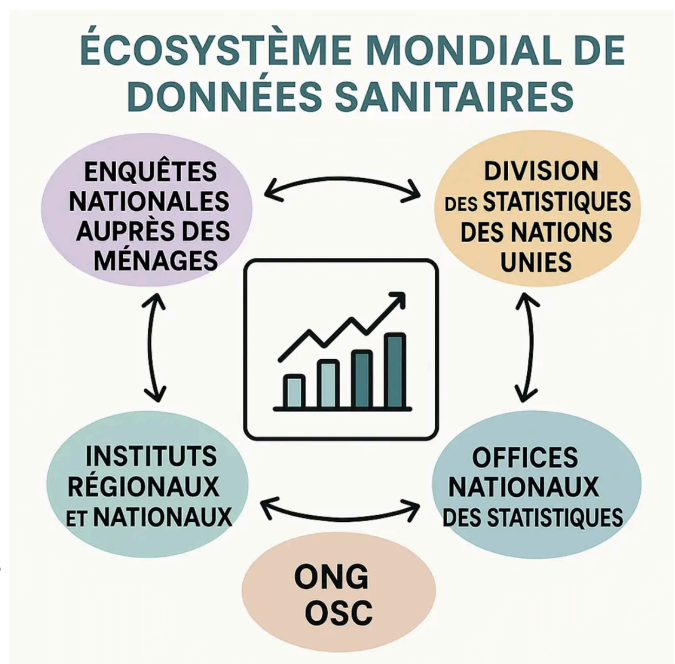 ÉCOSYSTÈME MONDIAL DE
DONNÉES SANITAIRES
ENQUÊTES
NATIONALES
AUPRÈS DES
MÉNAGES
DIVISION
DES STATISTIQUES
DES NATIONS
UNIES
INSTITUTS
RÉGIONAUX
ET NATIONAUX
OFFICES
NATIONAUX
DES STATISTIQUES
ONG
OSC